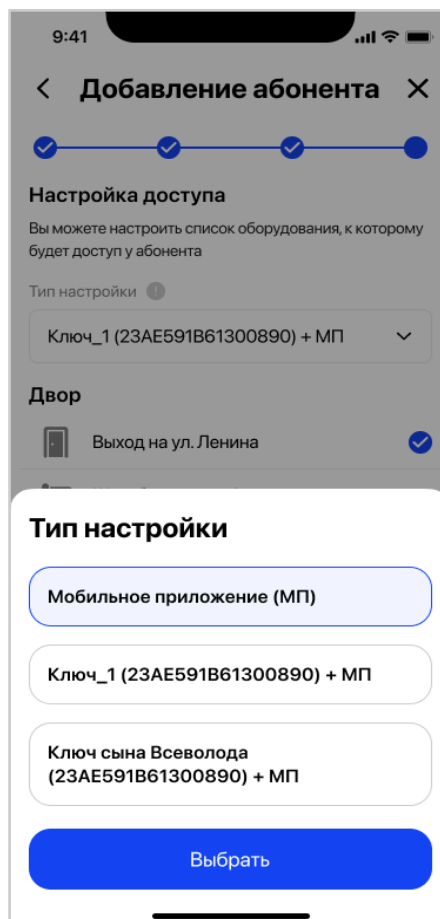 9:41
Добавление абонента
Настройка доступа
Вы можете настроить список оборудования, к которому
будет доступ у абонента
Тип настройки
Ключ_1 (23AE591B61300890) + МП
Двор
Выход на ул. Ленина
Тип настройки
Мобильное приложение (МП)
Ключ_1 (23AE591B61300890) + МП
Ключ сына Всеволода
(23AE591B61300890) + МП
Выбрать